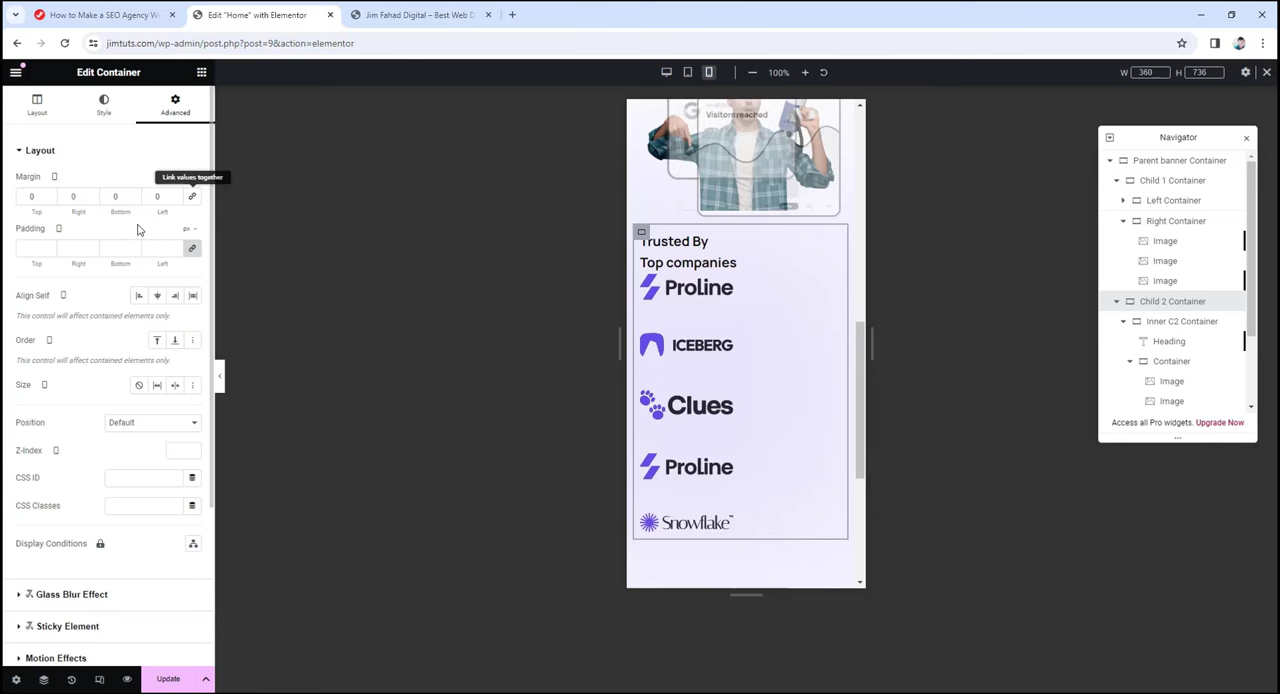 How to Make a SEO Agency We
Edit "Home" with Elementor
Jim Fahad Digital – Best Web D
jimtuts.com/wp-admin/post.php?post=9&action=elementor
Edit Container
100%
W 360 H 736
Layout
Style
Advanced
Layout
Link values together
Margin
0 0 0 0
Top Right Bottom Left
Padding px
Top Right Bottom Left
Align Self
This control will affect contained elements only.
Order
This control will affect contained elements only.
Size
Position Default
Z-Index
CSS ID
CSS Classes
Display Conditions
Glass Blur Effect
Sticky Element
Motion Effects
Update
Visitors reached
Trusted By
Top companies
Proline
ICEBERG
Clues
Proline
Snowflake™
Navigator
Parent banner Container
Child 1 Container
Left Container
Right Container
Image
Image
Image
Child 2 Container
Inner C2 Container
Heading
Container
Image
Image
Access all Pro widgets. Upgrade Now